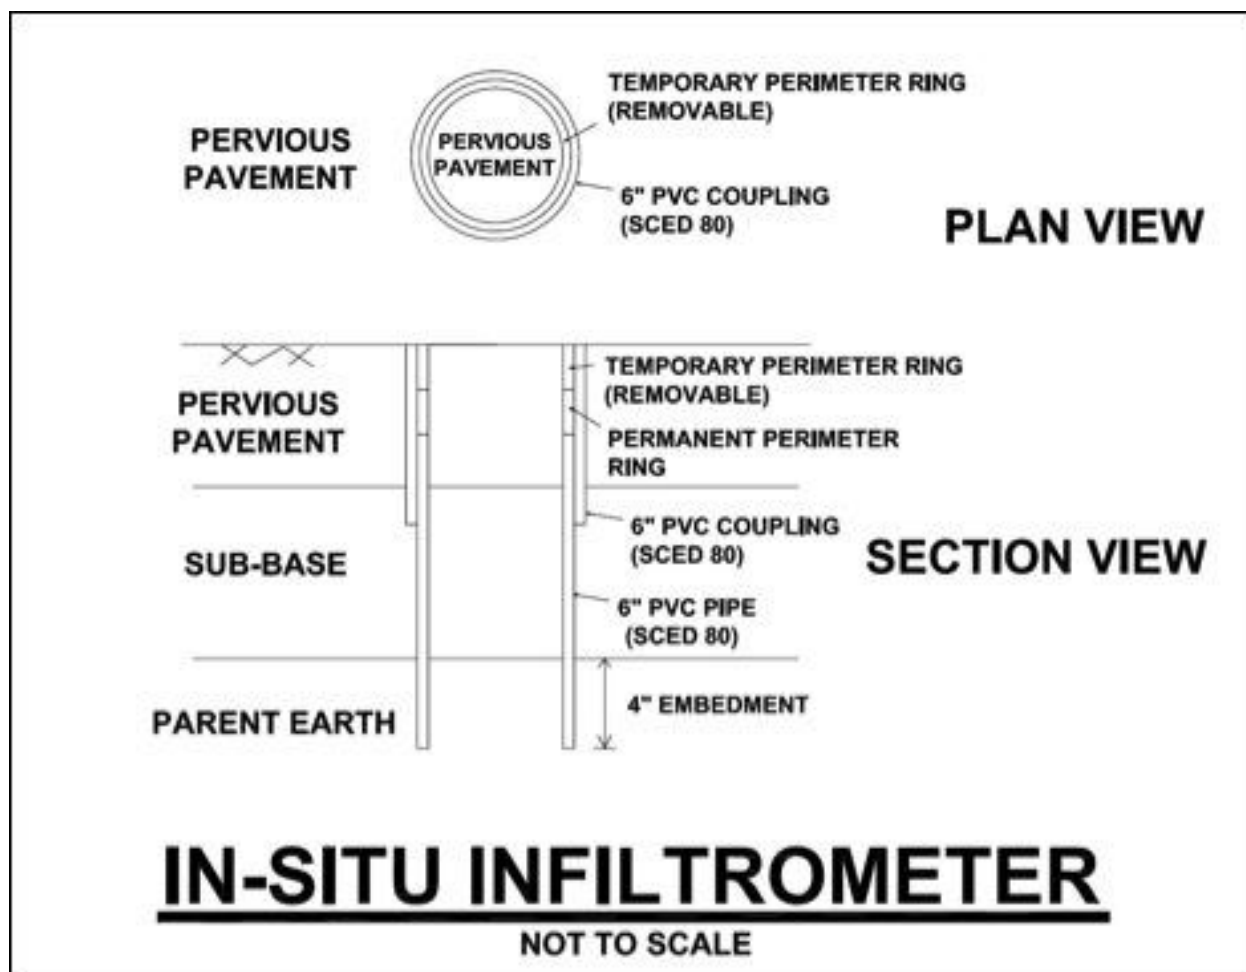 PERVIOUS
PAVEMENT
PERVIOUS
PAVEMENT
TEMPORARY PERIMETER RING
(REMOVABLE)
6" PVC COUPLING
(SCED 80)
PLAN VIEW
PERVIOUS
PAVEMENT
TEMPORARY PERIMETER RING
(REMOVABLE)
PERMANENT PERIMETER
RING
6" PVC COUPLING
(SCED 80)
SECTION VIEW
SUB-BASE
6" PVC PIPE
(SCED 80)
4" EMBEDMENT
PARENT EARTH
IN-SITU INFILTROMETER
NOT TO SCALE